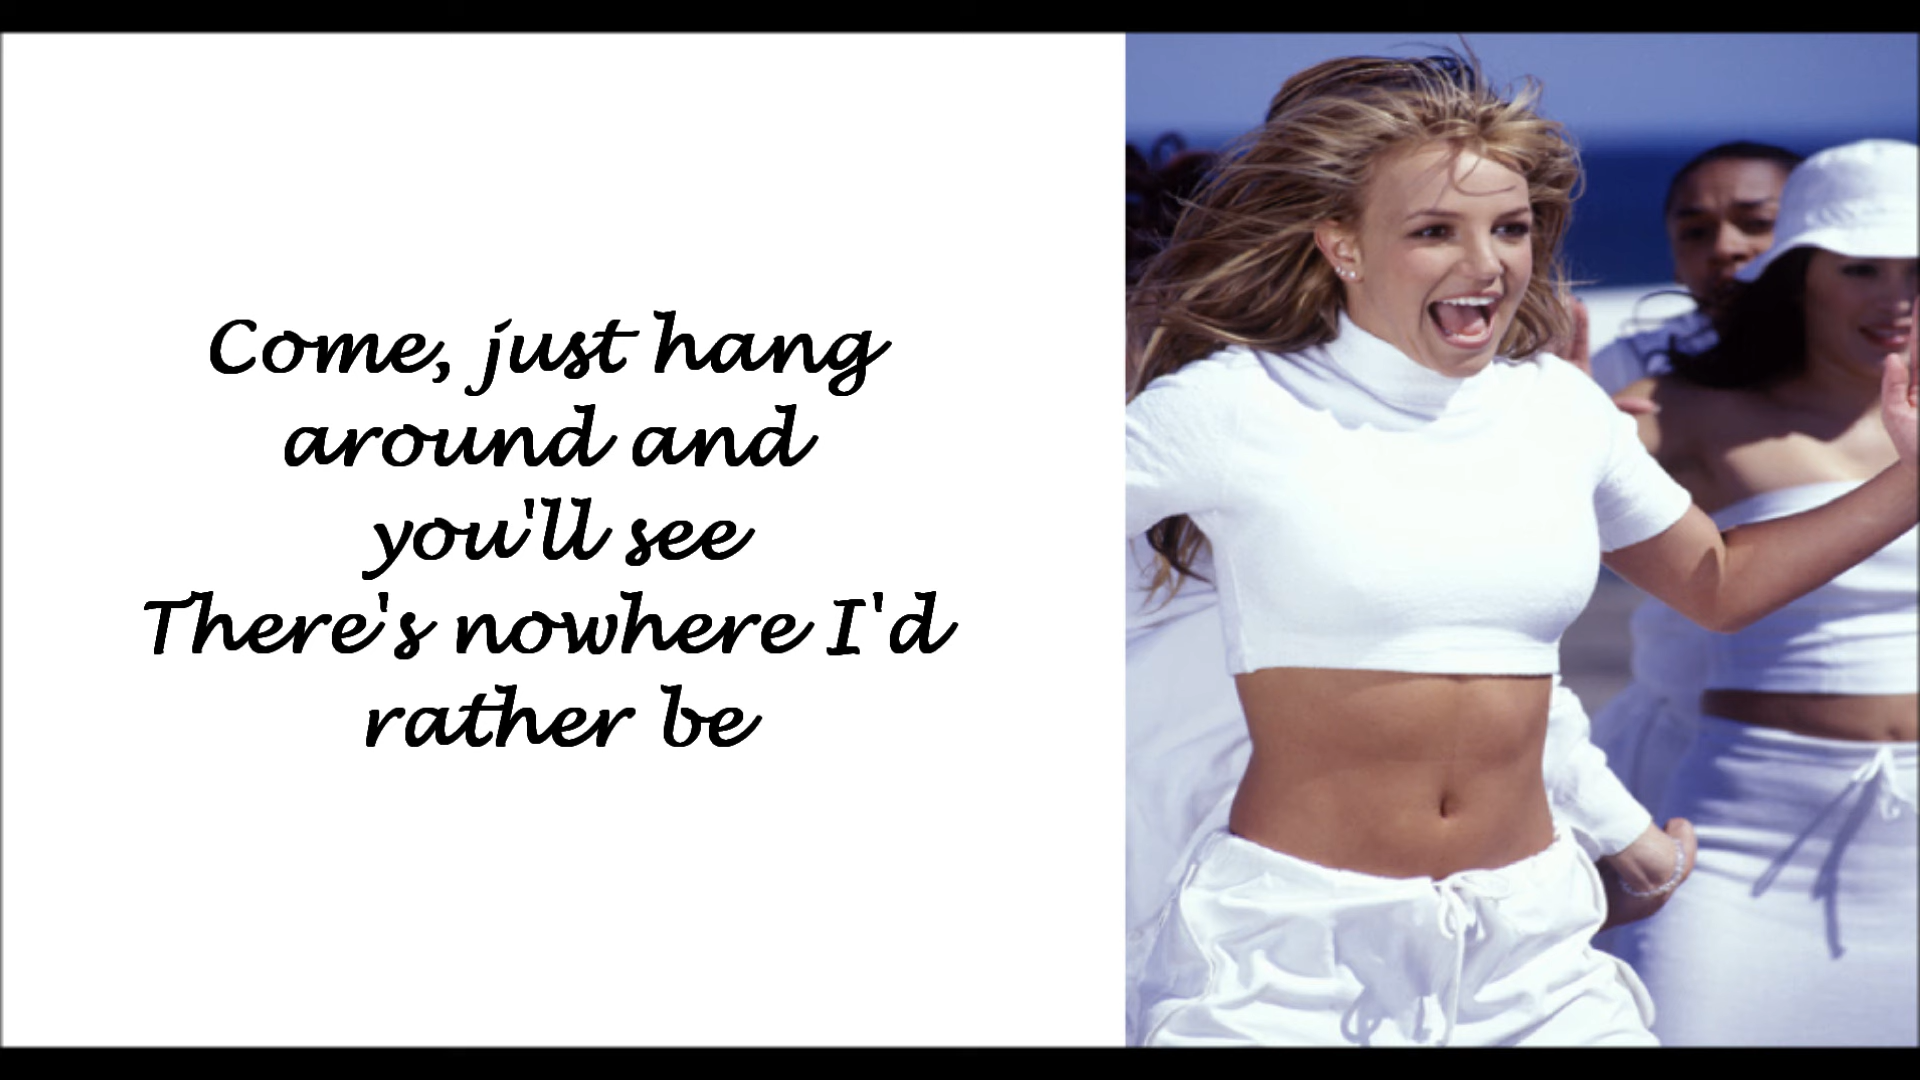 Come, just hang
around and
you'll see
There's nowhere I'd
rather be